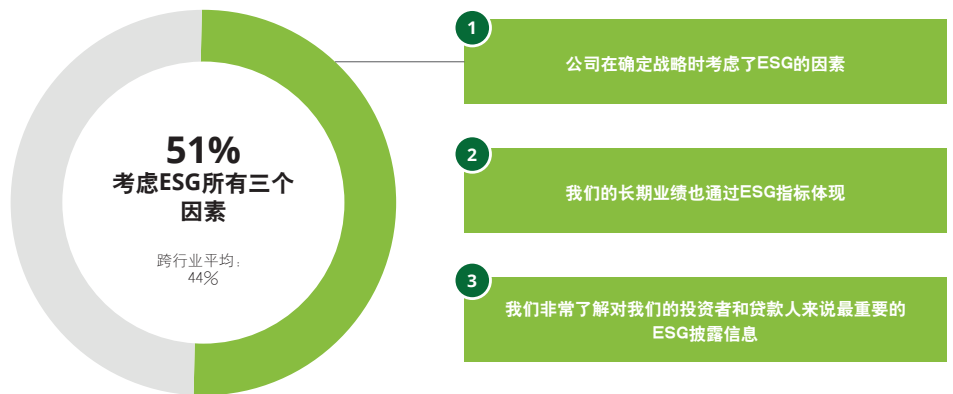 51%
考虑ESG所有三个
因素
跨行业平均：
44%
1
公司在确定战略时考虑了ESG的因素
2
我们的长期业绩也通过ESG指标体现
3
我们非常了解对我们的投资者和贷款人来说最重要的
ESG披露信息